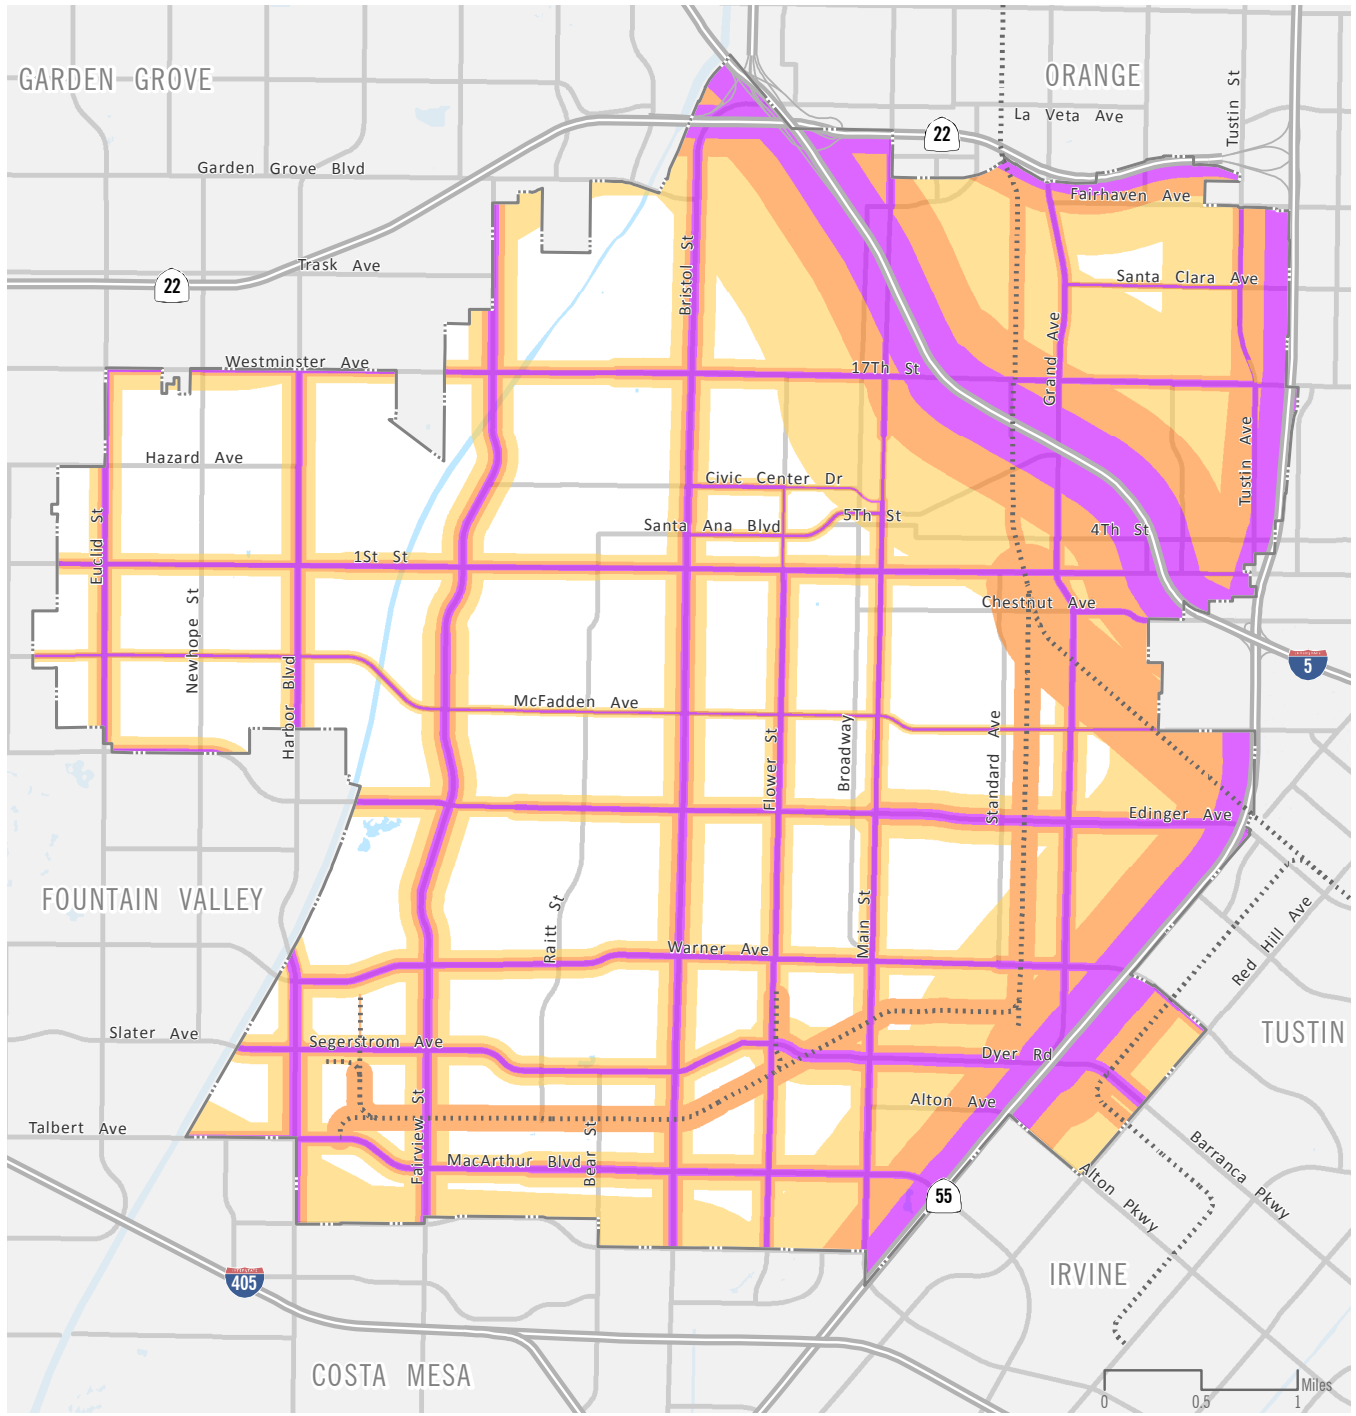 GARDEN GROVE
ORANGE
Tustin St
La Veta Ave
22
Garden Grove Blvd
Fairhaven Ave
Bristol St
Trask Ave
Santa Clara Ave
22
Grand Ave
Westminster Ave
17Th St
Tustin Ave
Hazard Ave
Civic Center Dr
Santa Ana Blvd
5Th St
4Th St
Euclid St
1St St
Newhope St
Chestnut Ave
5
Harbor Blvd
McFadden Ave
Flower St
Broadway
Standard Ave
Edinger Ave
FOUNTAIN VALLEY
Raitt St
Main St
Warner Ave
Red Hill Ave
Slater Ave
Segerstrom Ave
Dyer Rd
TUSTIN
Fairview St
Alton Ave
Talbert Ave
Bear St
MacArthur Blvd
Barranca Pkwy
Alton Pkwy
55
405
IRVINE
COSTA MESA
Miles
0 0.5 1